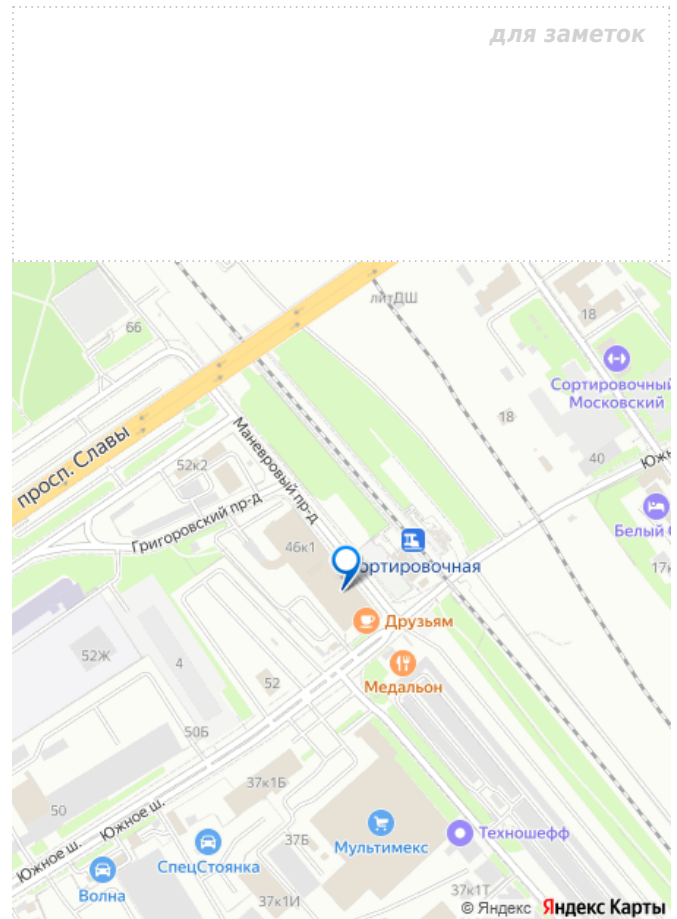 для заметок
литДШ
66
18
Сортировочный
Московский
18
просп. Славы
Маневровый пр-д
52к2
40
Южн
Григоровский пр-д
Белый
46к1
Сортировочная
17к
Друзьям
52Ж
4
52
Медальон
50Б
37к1Б
50
Южное ш.
Южное ш.
СпецСтоянка
37Б
Мультимекс
Техношефф
Волна
37к1И
37к1Т
© Яндекс Яндекс Карты